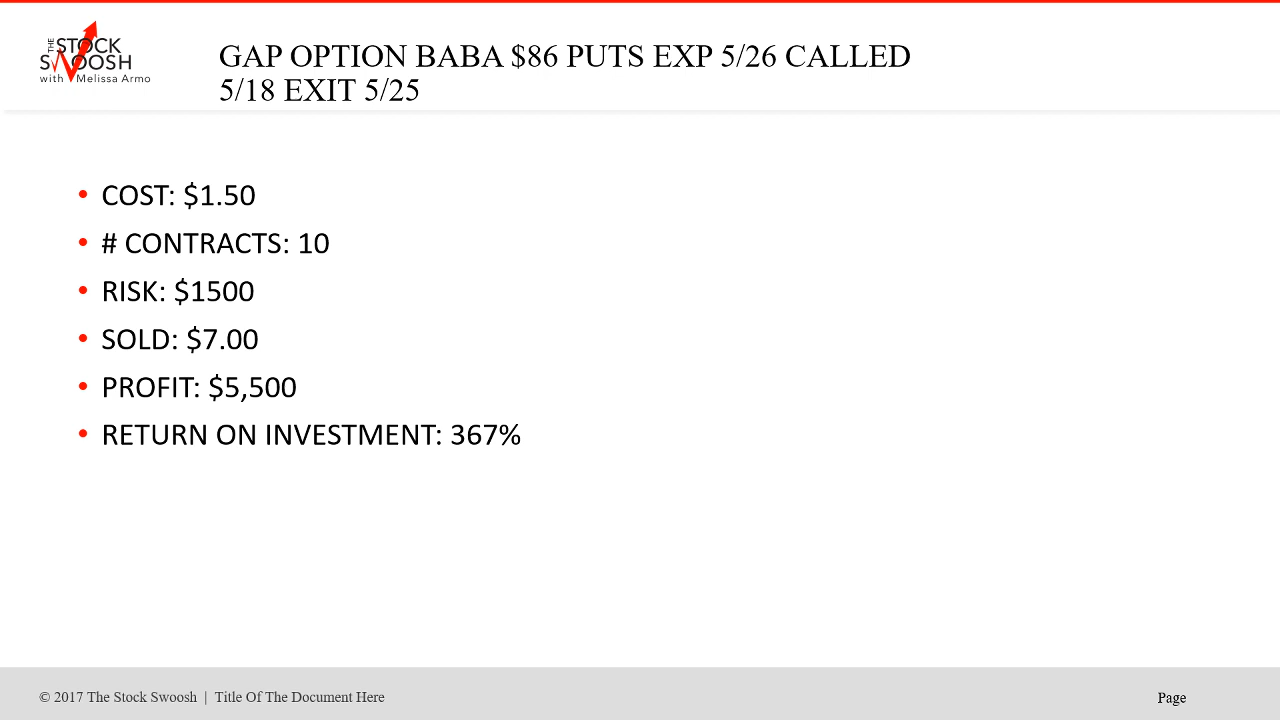 THE STOCK
SWOOSH
with Melissa Armo
GAP OPTION BABA $86 PUTS EXP 5/26 CALLED
5/18 EXIT 5/25
• COST: $1.50
• # CONTRACTS: 10
• RISK: $1500
• SOLD: $7.00
• PROFIT: $5,500
• RETURN ON INVESTMENT: 367%
© 2017 The Stock Swoosh | Title Of The Document Here
Page